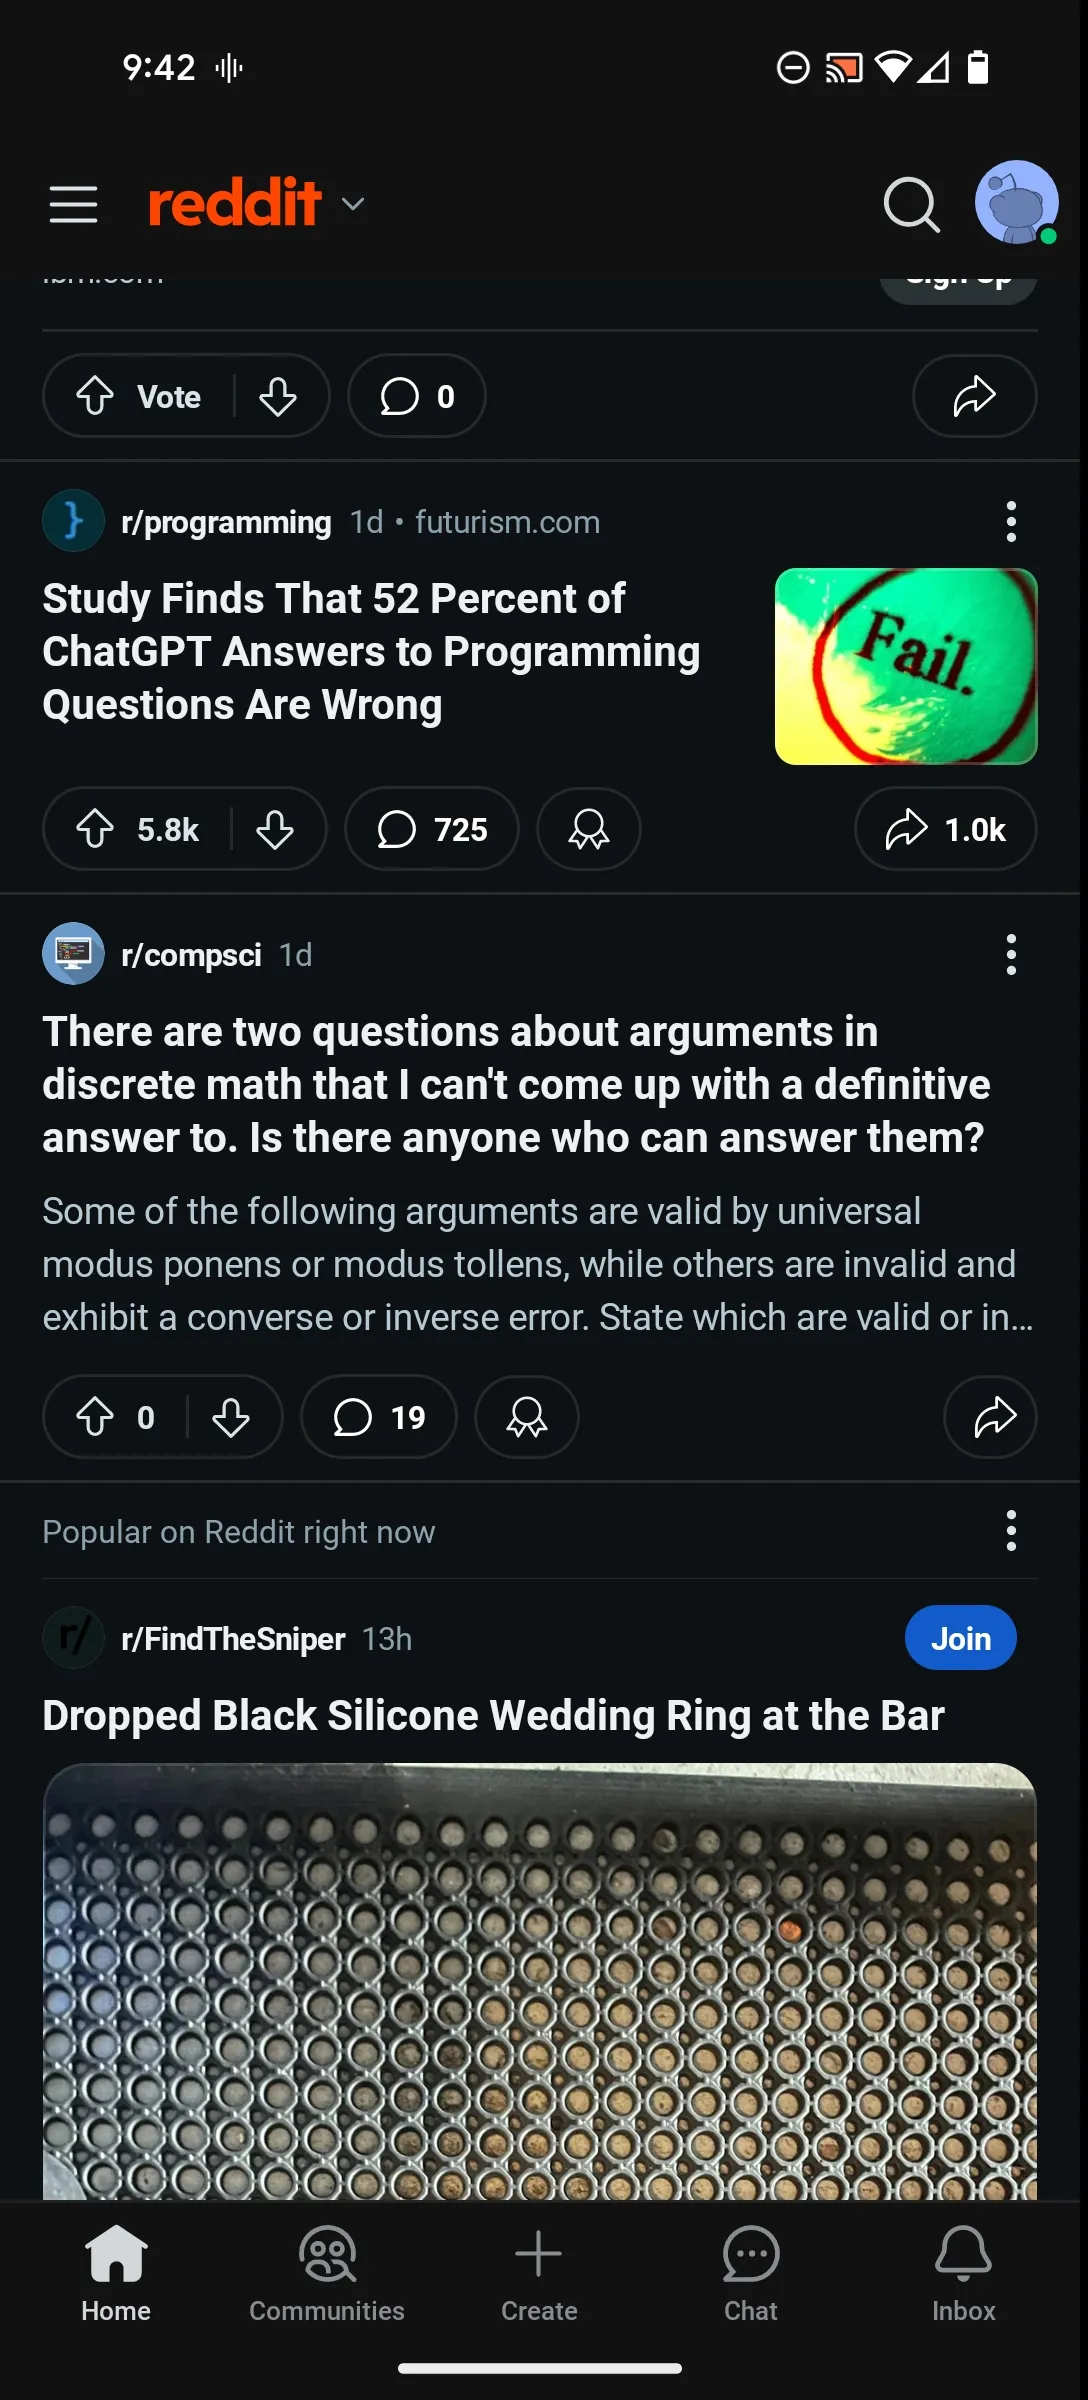 9:42
reddit
ibm.com
Sign Up
Vote
0
r/programming 1d • futurism.com
Study Finds That 52 Percent of
ChatGPT Answers to Programming
Questions Are Wrong
Fail.
5.8k
725
1.0k
r/compsci 1d
There are two questions about arguments in
discrete math that I can't come up with a definitive
answer to. Is there anyone who can answer them?
Some of the following arguments are valid by universal
modus ponens or modus tollens, while others are invalid and
exhibit a converse or inverse error. State which are valid or in...
0
19
Popular on Reddit right now
r/
r/FindTheSniper 13h
Join
Dropped Black Silicone Wedding Ring at the Bar
Home
Communities
Create
Chat
Inbox